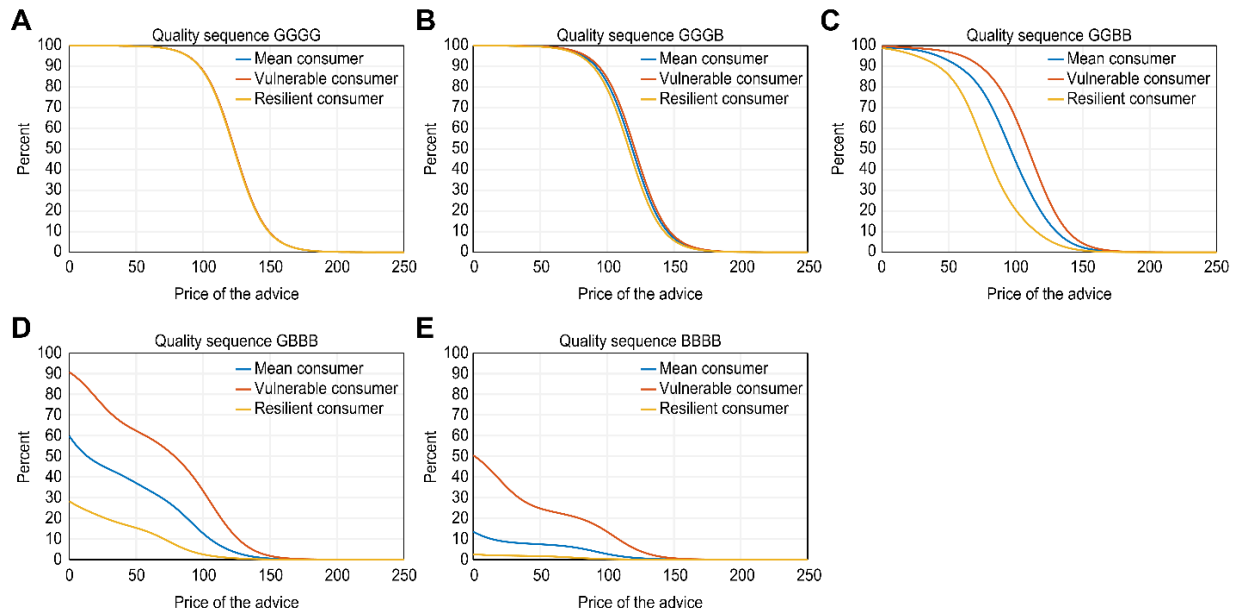 A
Quality sequence GGGG
Mean consumer
Vulnerable consumer
Resilient consumer
Percent
100
90
80
70
60
50
40
30
20
10
0
0 50 100 150 200 250
Price of the advice
B
Quality sequence GGGB
Mean consumer
Vulnerable consumer
Resilient consumer
Percent
100
90
80
70
60
50
40
30
20
10
0
0 50 100 150 200 250
Price of the advice
C
Quality sequence GGBB
Mean consumer
Vulnerable consumer
Resilient consumer
Percent
100
90
80
70
60
50
40
30
20
10
0
0 50 100 150 200 250
Price of the advice
D
Quality sequence GBBB
Mean consumer
Vulnerable consumer
Resilient consumer
Percent
100
90
80
70
60
50
40
30
20
10
0
0 50 100 150 200 250
Price of the advice
E
Quality sequence BBBB
Mean consumer
Vulnerable consumer
Resilient consumer
Percent
100
90
80
70
60
50
40
30
20
10
0
0 50 100 150 200 250
Price of the advice